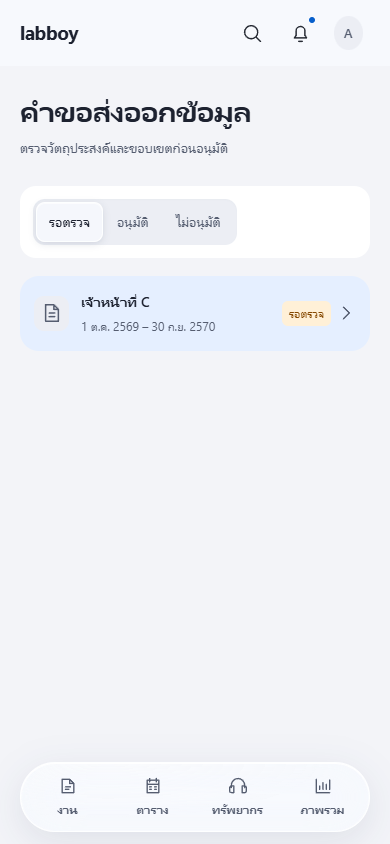 labboy
A
คำขอส่งออกข้อมูล
ตรวจวัตถุประสงค์และขอบเขตก่อนอนุมัติ
รอตรวจ
อนุมัติ
ไม่อนุมัติ
เจ้าหน้าที่ C
1 ต.ค. 2569 – 30 ก.ย. 2570
รอตรวจ
งาน
ตาราง
ทรัพยากร
ภาพรวม